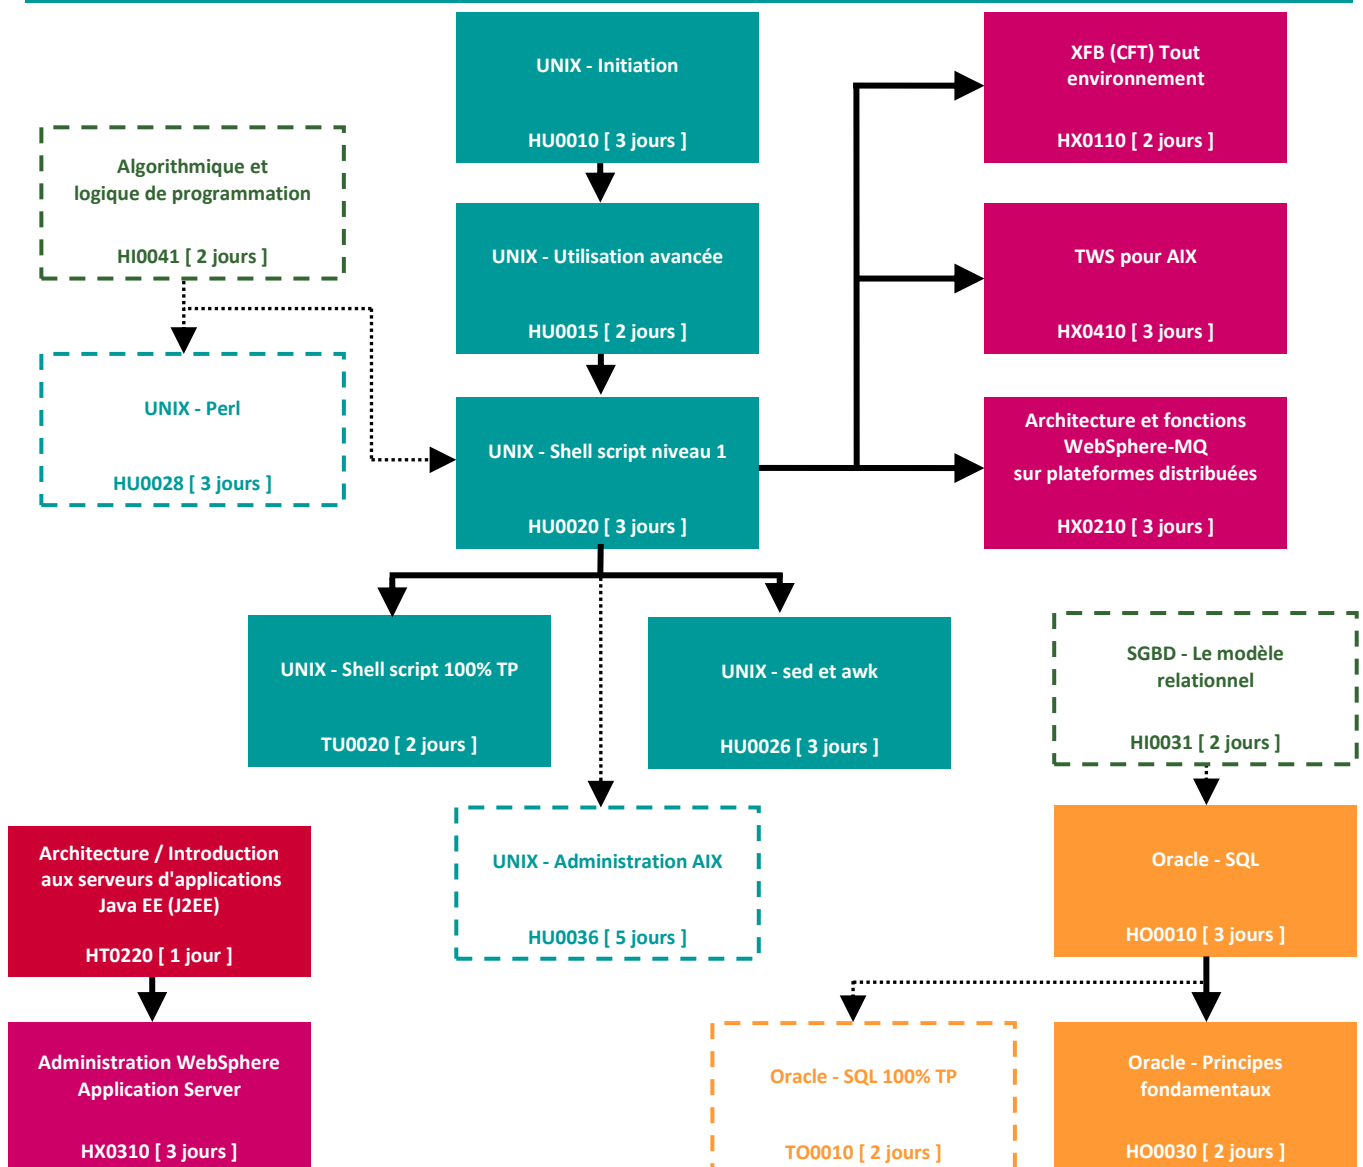 UNIX - Initiation
HU0010 [ 3 jours ]
XFB (CFT) Tout
environnement
HX0110 [ 2 jours ]
Algorithmique et
logique de programmation
HI0041 [ 2 jours ]
UNIX - Utilisation avancée
HU0015 [ 2 jours ]
TWS pour AIX
HX0410 [ 3 jours ]
UNIX - Perl
HU0028 [ 3 jours ]
UNIX - Shell script niveau 1
HU0020 [ 3 jours ]
Architecture et fonctions
WebSphere-MQ
sur plateformes distribuées
HX0210 [ 3 jours ]
UNIX - Shell script 100% TP
TU0020 [ 2 jours ]
UNIX - sed et awk
HU0026 [ 3 jours ]
SGBD - Le modèle
relationnel
HI0031 [ 2 jours ]
Architecture / Introduction
aux serveurs d'applications
Java EE (J2EE)
HT0220 [ 1 jour ]
UNIX - Administration AIX
HU0036 [ 5 jours ]
Oracle - SQL
HO0010 [ 3 jours ]
Administration WebSphere
Application Server
HX0310 [ 3 jours ]
Oracle - SQL 100% TP
TO0010 [ 2 jours ]
Oracle - Principes
fondamentaux
HO0030 [ 2 jours ]